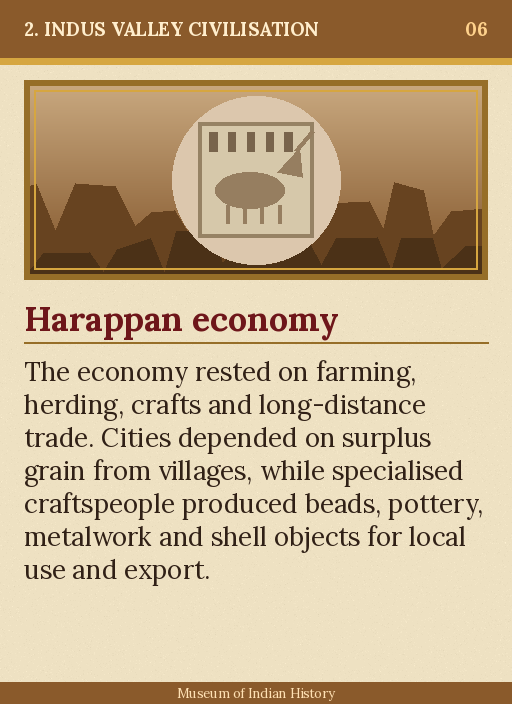 2. INDUS VALLEY CIVILISATION
06
Harappan economy
The economy rested on farming,
herding, crafts and long-distance
trade. Cities depended on surplus
grain from villages, while specialised
craftspeople produced beads, pottery,
metalwork and shell objects for local
use and export.
Museum of Indian History